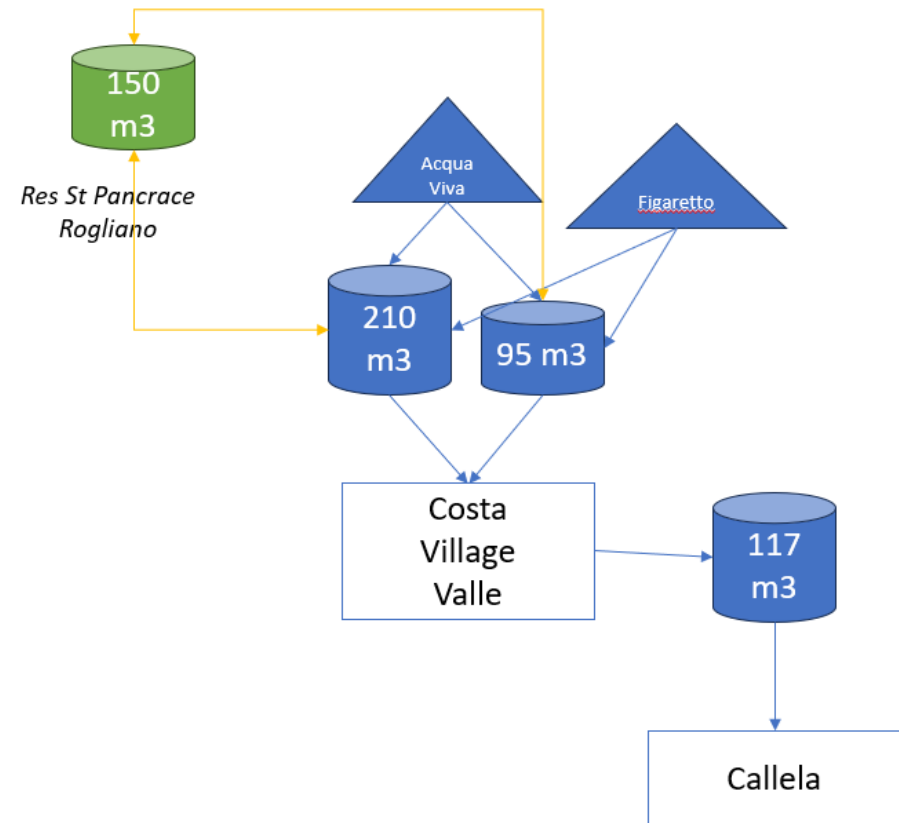 150
m3
Res St Pancrace
Rogliano
Acqua
Viva
Figaretto
210
m3
95 m3
Costa
Village
Valle
117
m3
Callela